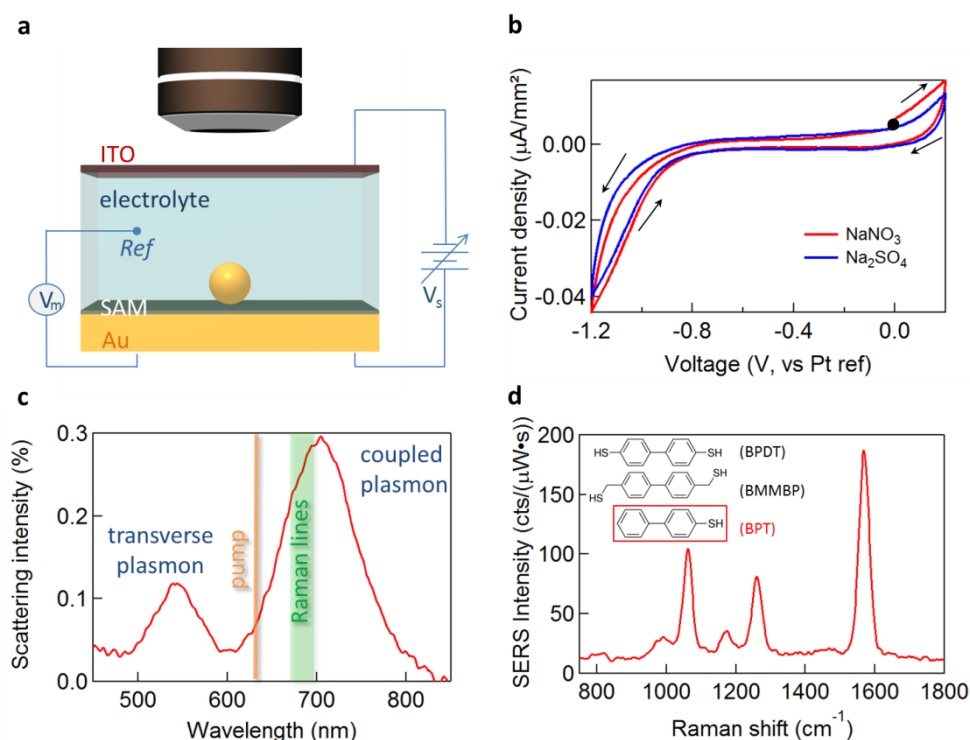 a
ITO
electrolyte
Ref
Vm
SAM
Au
Vs
b
Current density (μA/mm²)
0.00
-0.02
-0.04
NaNO₃
Na₂SO₄
-1.2
-0.8
-0.4
0.0
Voltage (V, vs Pt ref)
c
Scattering intensity (%)
0.3
0.2
0.1
0.0
coupled
plasmon
transverse
plasmon
pump
Raman lines
500
600
700
800
Wavelength (nm)
d
SERS Intensity (cts/(μW•s))
200
150
100
50
0
HS
SH
(BPDT)
SH
HS
(BMMBP)
SH
(BPT)
800
1000
1200
1400
1600
1800
Raman shift (cm⁻¹)